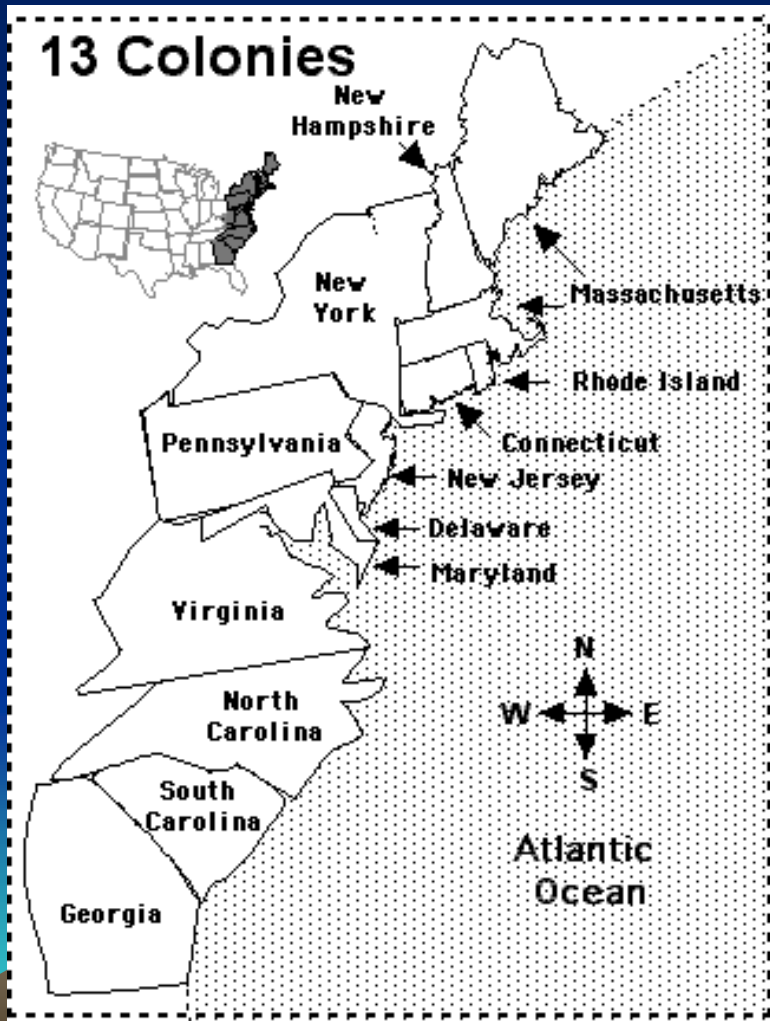 13 Colonies
New
Hampshire
New
York
Massachusetts
Rhode Island
Pennsylvania
Connecticut
New Jersey
Delaware
Maryland
Virginia
N
W E
S
North
Carolina
South
Carolina
Atlantic
Ocean
Georgia